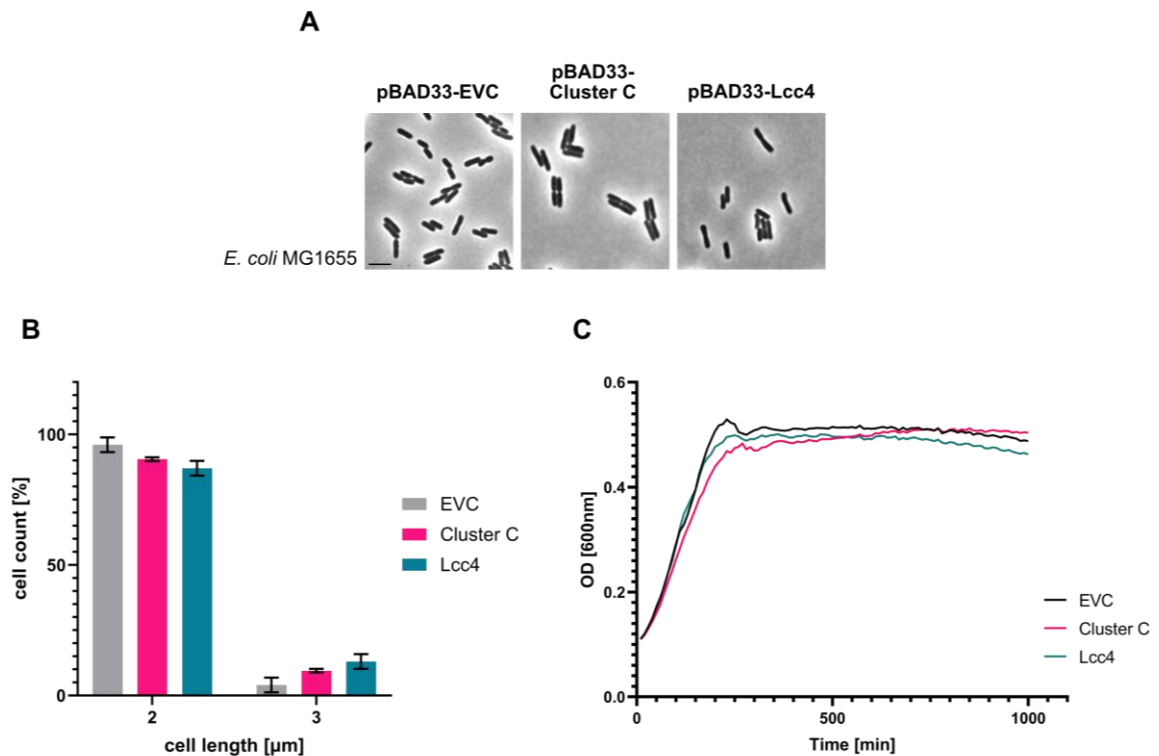 A
pBAD33-EVC
pBAD33-
Cluster C
pBAD33-Lcc4
E. coli MG1655
B
cell count [%]
100
50
0
2
3
cell length [µm]
EVC
Cluster C
Lcc4
C
OD [600nm]
0.6
0.4
0.2
0.0
0
500
1000
Time [min]
EVC
Cluster C
Lcc4